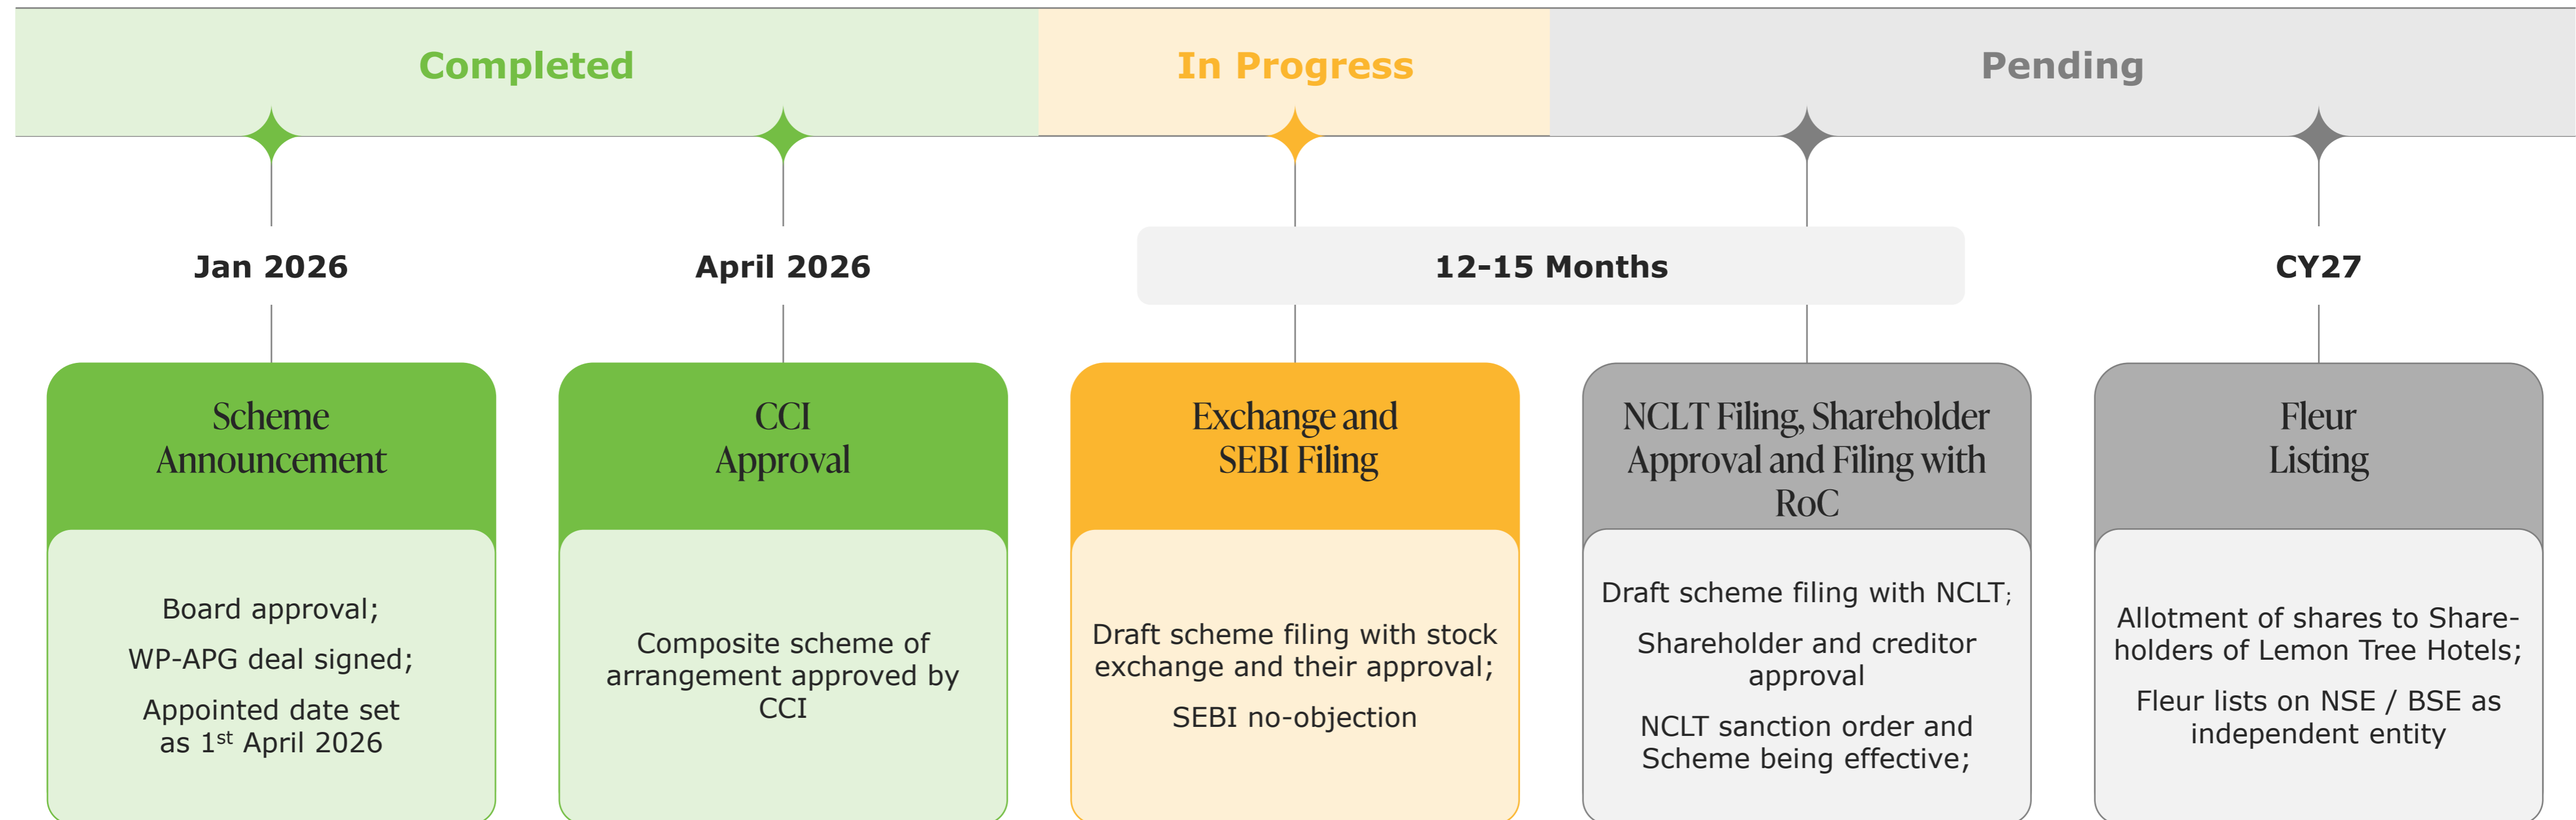 Completed
In Progress
Pending
Jan 2026
April 2026
12-15 Months
CY27
Scheme
Announcement
Board approval;
WP-APG deal signed;
Appointed date set
as 1st April 2026
CCI
Approval
Composite scheme of
arrangement approved by
CCI
Exchange and
SEBI Filing
Draft scheme filing with stock
exchange and their approval;
SEBI no-objection
NCLT Filing, Shareholder
Approval and Filing with
RoC
Draft scheme filing with NCLT;
Shareholder and creditor
approval
NCLT sanction order and
Scheme being effective;
Fleur
Listing
Allotment of shares to Share-
holders of Lemon Tree Hotels;
Fleur lists on NSE / BSE as
independent entity